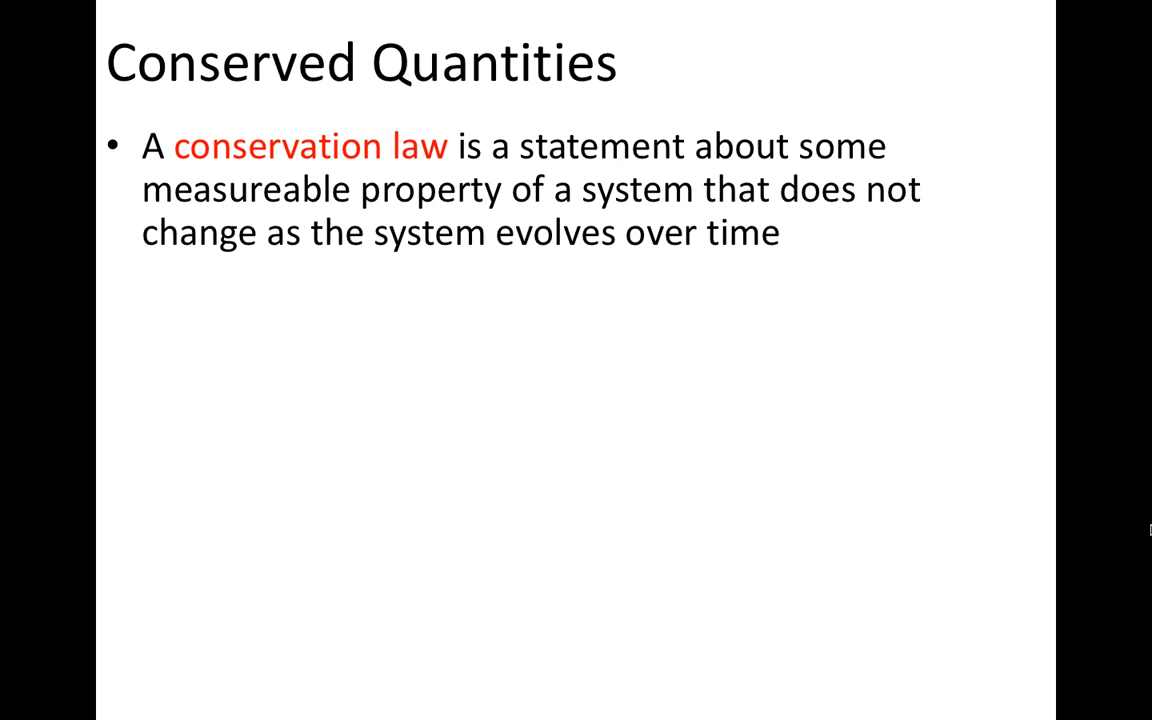 Conserved Quantities
• A conservation law is a statement about some
measureable property of a system that does not
change as the system evolves over time